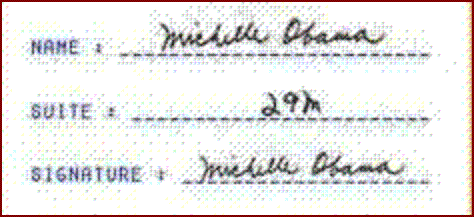 NAME : Michelle Obama
SUITE : 29M
SIGNATURE : Michelle Obama